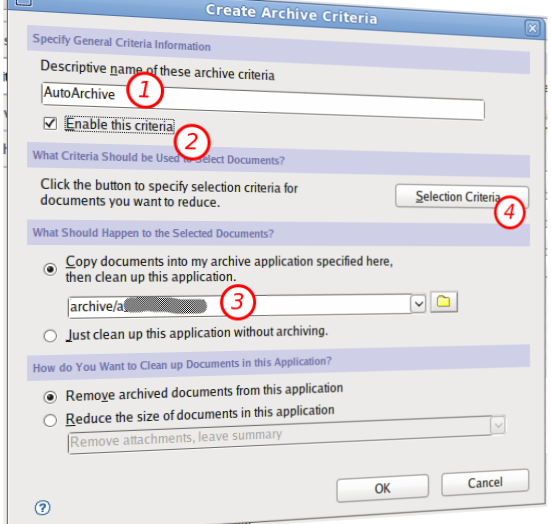 Create Archive Criteria
Specify General Criteria Information
Descriptive name of these archive criteria
AutoArchive
1
Enable this criteria
2
What Criteria Should be Used to Select Documents?
Click the button to specify selection criteria for
documents you want to reduce.
Selection Criteria...
4
What Should Happen to the Selected Documents?
Copy documents into my archive application specified here,
then clean up this application.
archive/a
3
Just clean up this application without archiving.
How do You Want to Clean up Documents in this Application?
Remove archived documents from this application
Reduce the size of documents in this application
Remove attachments, leave summary
OK
Cancel
?